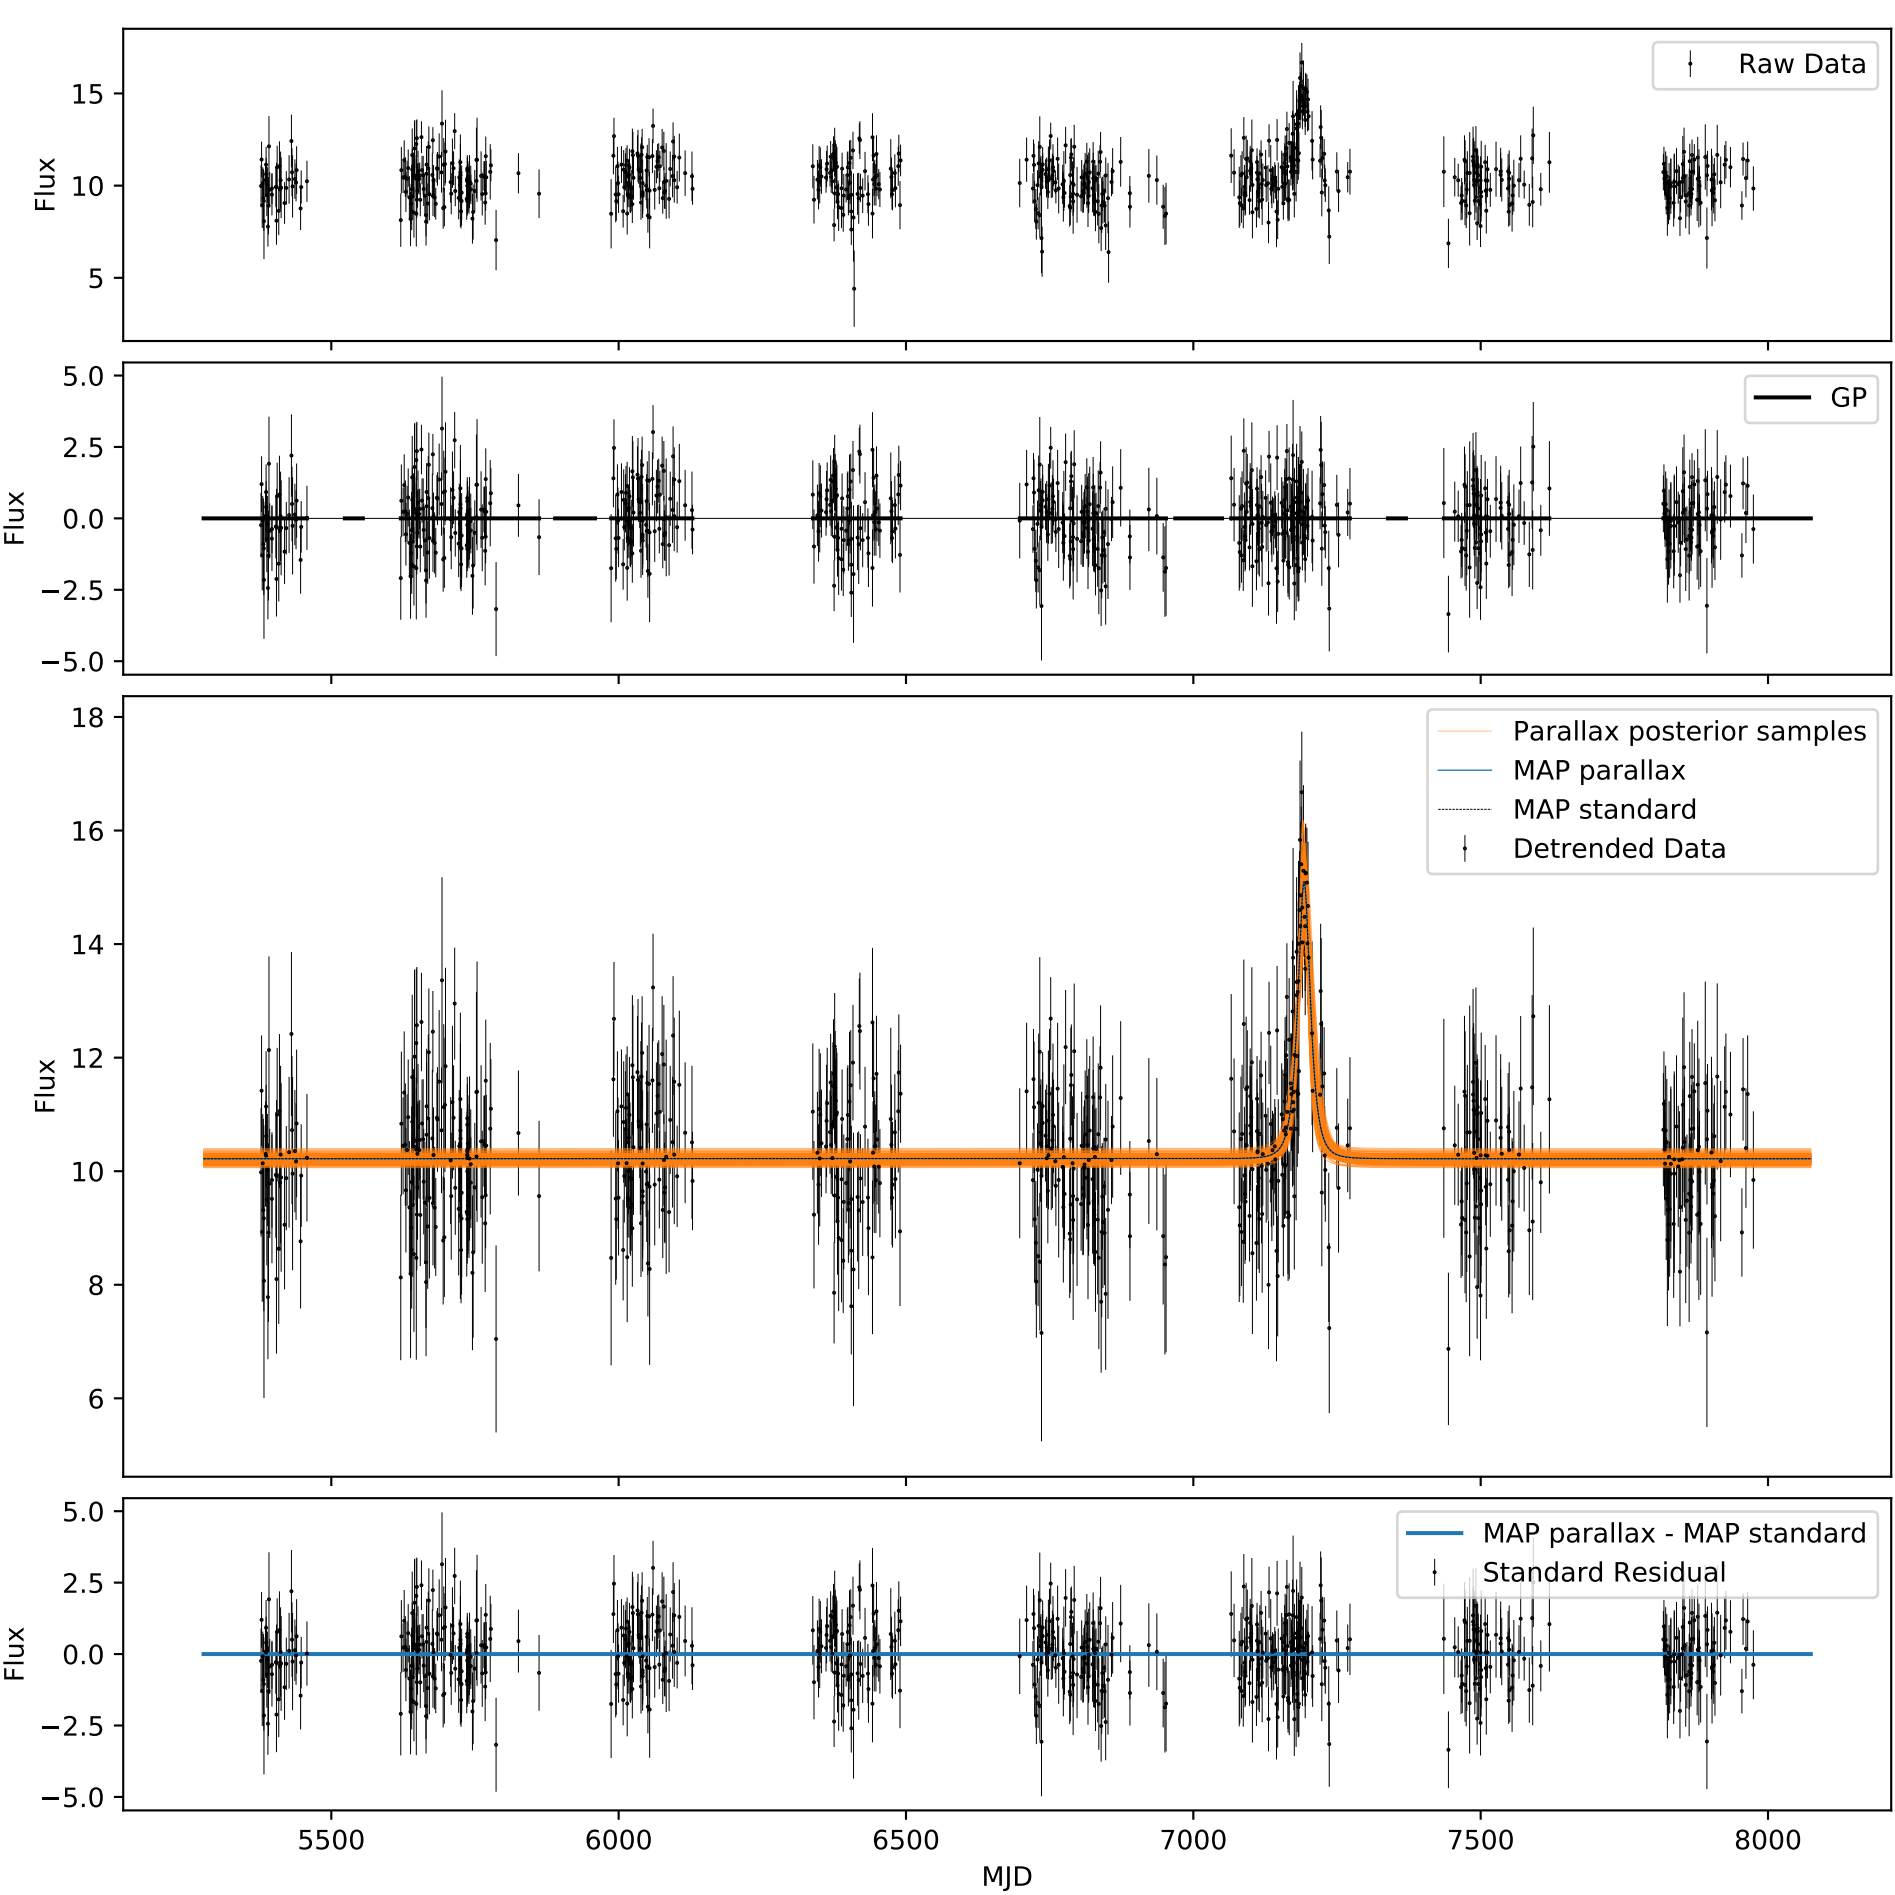 Flux
15
10
5
Raw Data
Flux
5.0
2.5
0.0
−2.5
−5.0
GP
Flux
18
16
14
12
10
8
6
Parallax posterior samples
MAP parallax
MAP standard
Detrended Data
Flux
5.0
2.5
0.0
−2.5
−5.0
MAP parallax - MAP standard
Standard Residual
5500 6000 6500 7000 7500 8000
MJD